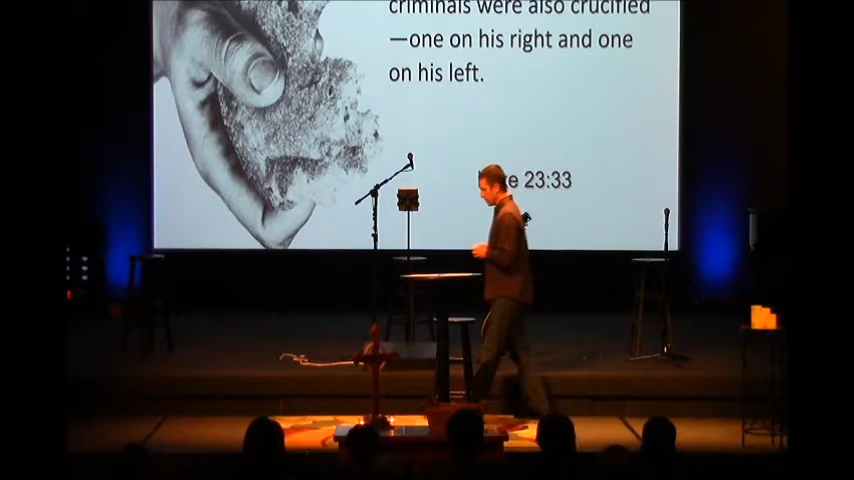 criminals were also crucified
—one on his right and one
on his left.
23:33